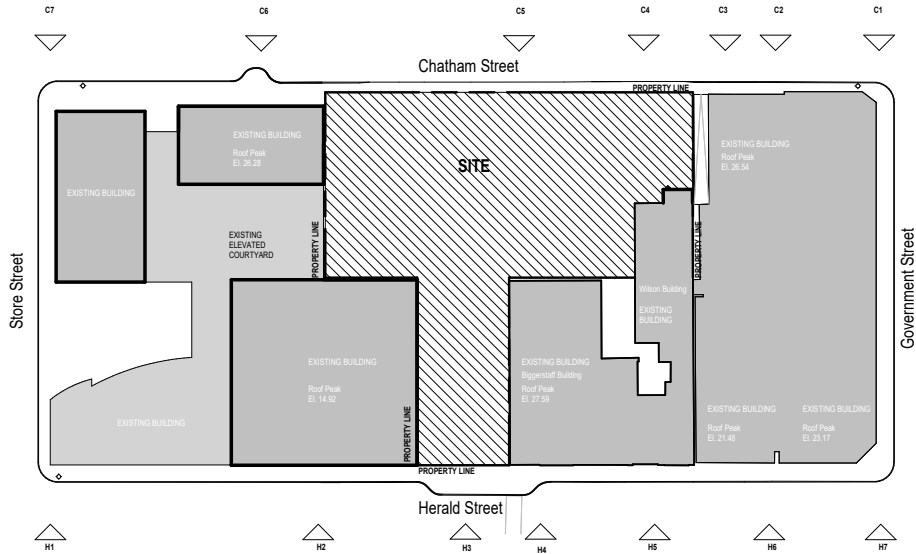 C7
C6
C5
C4
C3
C2
C1
Chatham Street
PROPERTY LINE
EXISTING BUILDING
Roof Peak
El. 26.28
SITE
EXISTING BUILDING
Roof Peak
El. 26.54
EXISTING BUILDING
EXISTING
ELEVATED
COURTYARD
PROPERTY LINE
PROPERTY LINE
Store Street
Government Street
Wilson Building
EXISTING
BUILDING
EXISTING BUILDING
Roof Peak
El. 14.92
EXISTING BUILDING
Biggerstaff Building
Roof Peak
El. 27.59
EXISTING BUILDING
PROPERTY LINE
EXISTING BUILDING
Roof Peak
El. 21.48
EXISTING BUILDING
Roof Peak
El. 23.17
PROPERTY LINE
Herald Street
H1
H2
H3
H4
H5
H6
H7